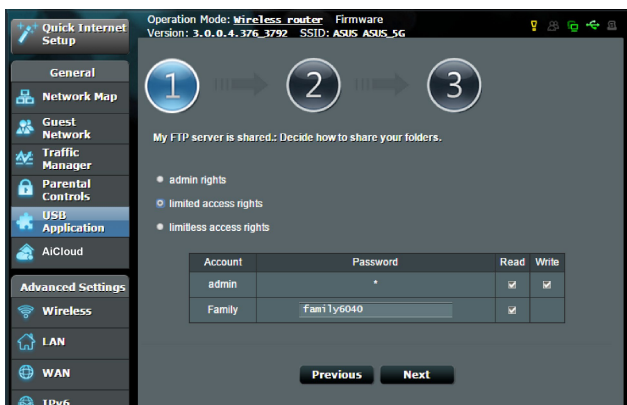 Quick Internet
Setup
General
Network Map
Guest
Network
Traffic
Manager
Parental
Controls
USB
Application
AiCloud
Advanced Settings
Wireless
LAN
WAN
IPv6
Operation Mode: Wireless router Firmware
Version: 3.0.0.4.376_3792 SSID: ASUS ASUS_5G
1 2 3
My FTP server is shared.: Decide how to share your folders.
admin rights
limited access rights
limitless access rights
Account Password Read Write
admin *
Family family6040
Previous Next